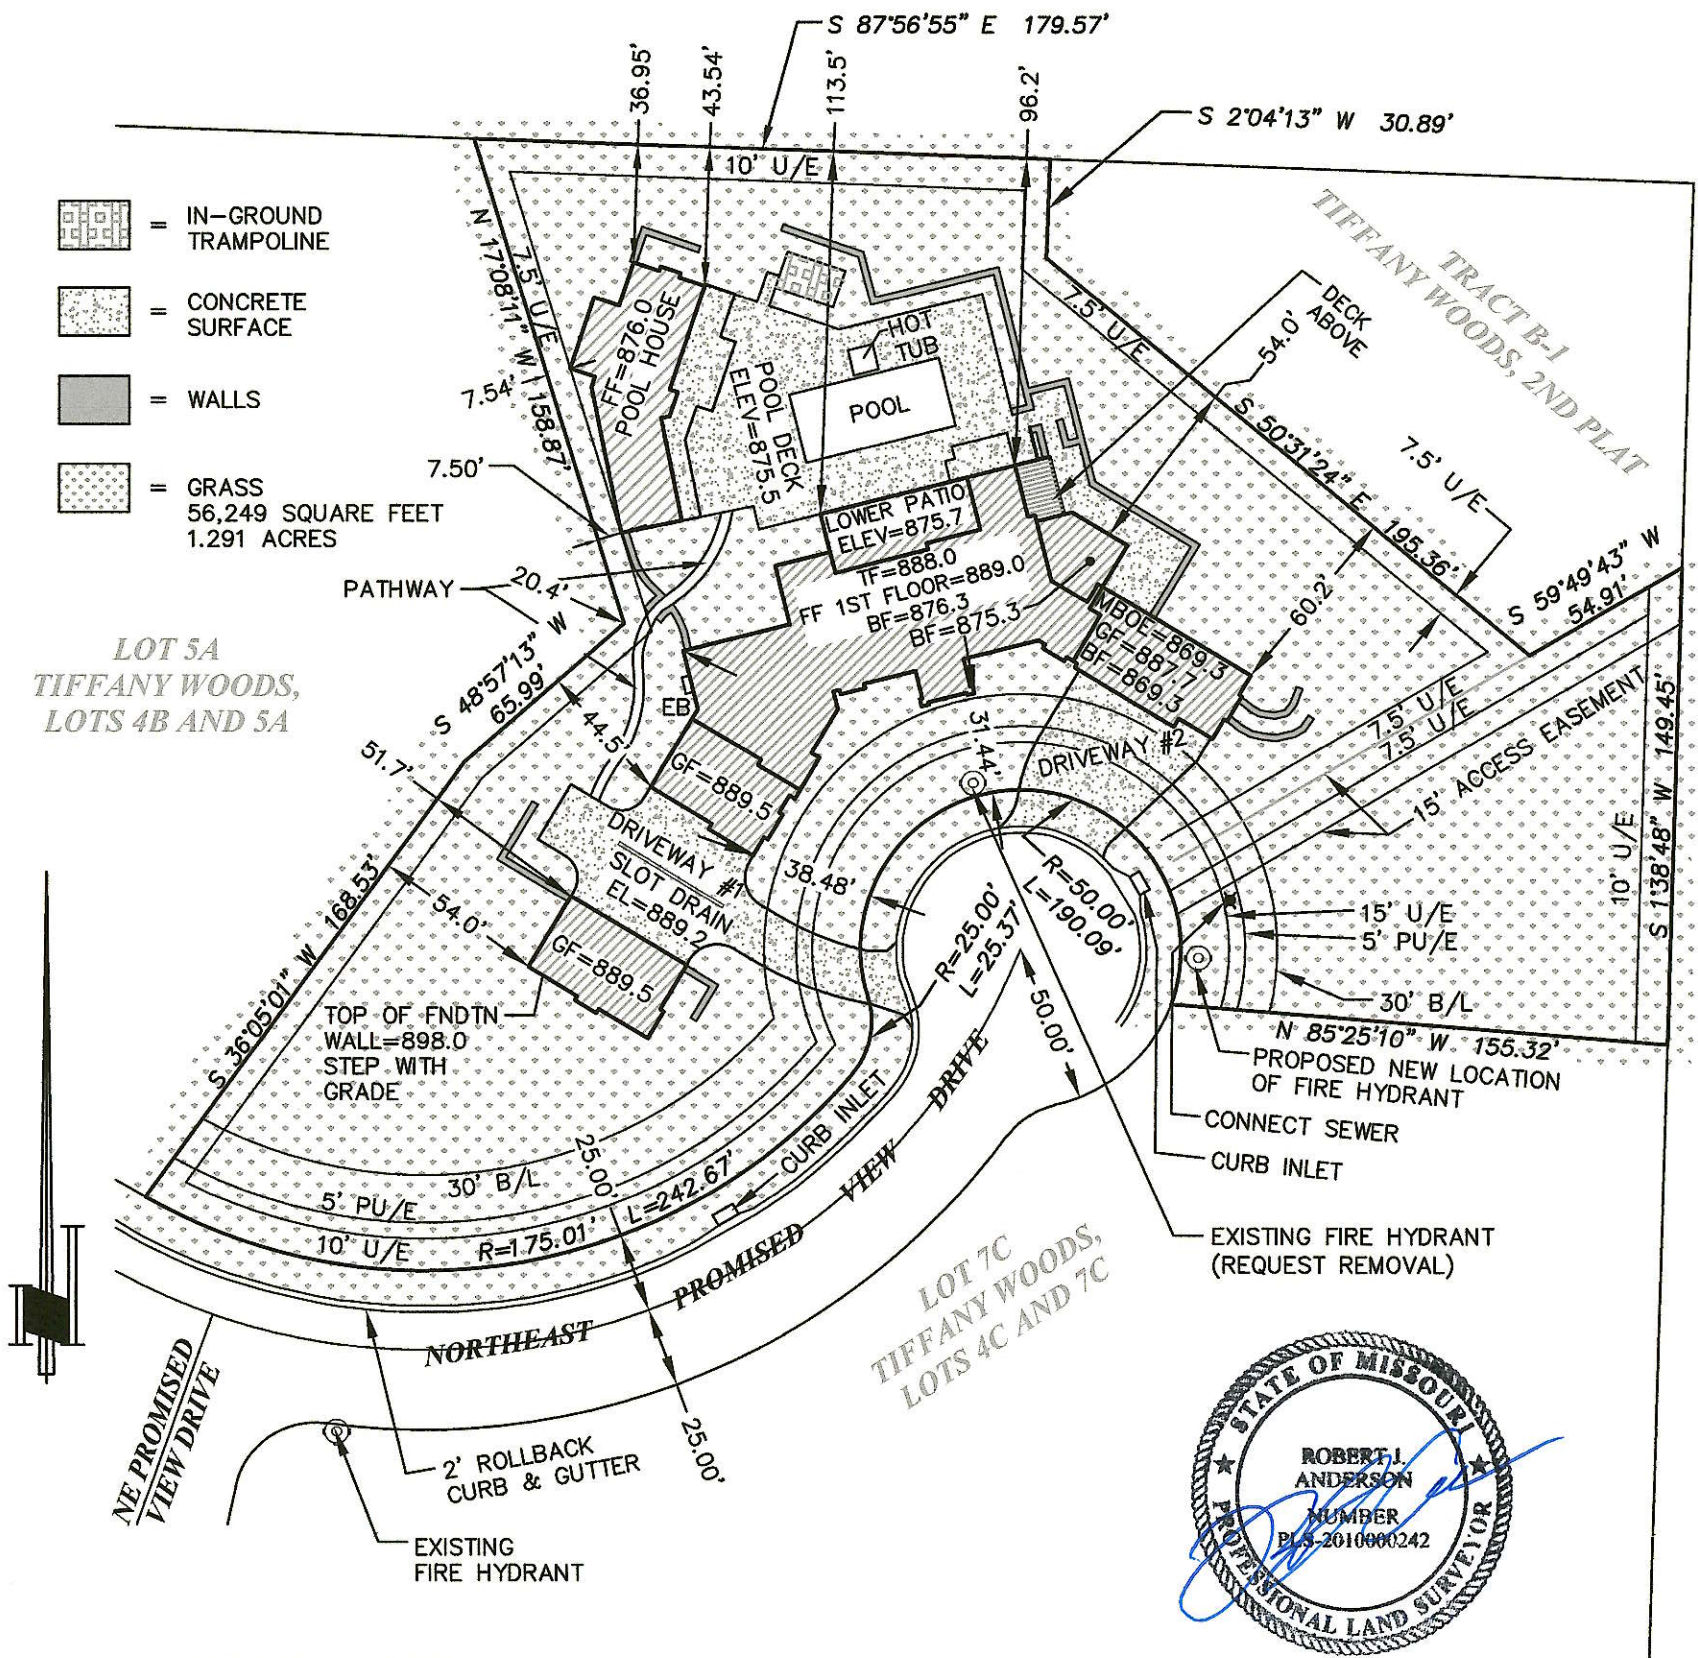 S 87°56'55" E 179.57'
36.95'
43.54'
113.5'
96.2'
S 2°04'13" W 30.89'
10' U/E
= IN-GROUND
TRAMPOLINE
= CONCRETE
SURFACE
= WALLS
= GRASS
56,249 SQUARE FEET
1.291 ACRES
N 17°08'11" W 158.87'
7.5' U/E
7.54'
7.50'
FF=876.0
POOL HOUSE
POOL DECK
ELEV=875.5
HOT
TUB
POOL
7.5' U/E
DECK
ABOVE
54.0'
TRACT B-1
TIFFANY WOODS, 2ND PLAT
S 50°31'24" E 195.36'
7.5' U/E
S 59°49'43" W
54.91'
LOWER PATIO
ELEV=875.7
TF=888.0
FF 1ST FLOOR=889.0
BF=876.3
BF=875.3
MBOE=869.3
GF=887.7
BF=869.3
60.2'
PATHWAY
20.4'
LOT 5A
TIFFANY WOODS,
LOTS 4B AND 5A
S 48°57'13" W
65.99'
44.5'
51.7'
EB
GF=889.5
31.44'
DRIVEWAY #2
7.5' U/E
7.5' U/E
15' ACCESS EASEMENT
10' U/E
S 1°38'48" W 149.45'
DRIVEWAY #1
SLOT DRAIN
EL=889.2
38.48'
R=50.00'
L=190.09'
R=25.00'
L=25.37'
50.00'
54.0'
S 36°05'01" W 168.53'
GF=889.5
15' U/E
5' PU/E
30' B/L
N 85°25'10" W 155.32'
TOP OF FNDTN
WALL=898.0
STEP WITH
GRADE
PROPOSED NEW LOCATION
OF FIRE HYDRANT
CONNECT SEWER
CURB INLET
CURB INLET
30' B/L
5' PU/E
10' U/E
25.00'
R=175.01'
L=242.67'
NORTHEAST PROMISED VIEW DRIVE
EXISTING FIRE HYDRANT
(REQUEST REMOVAL)
LOT 7C
TIFFANY WOODS,
LOTS 4C AND 7C
NE PROMISED
VIEW DRIVE
25.00'
2' ROLLBACK
CURB & GUTTER
EXISTING
FIRE HYDRANT
STATE OF MISSOURI
ROBERT J.
ANDERSON
NUMBER
PLS-2010000242
PROFESSIONAL LAND SURVEYOR